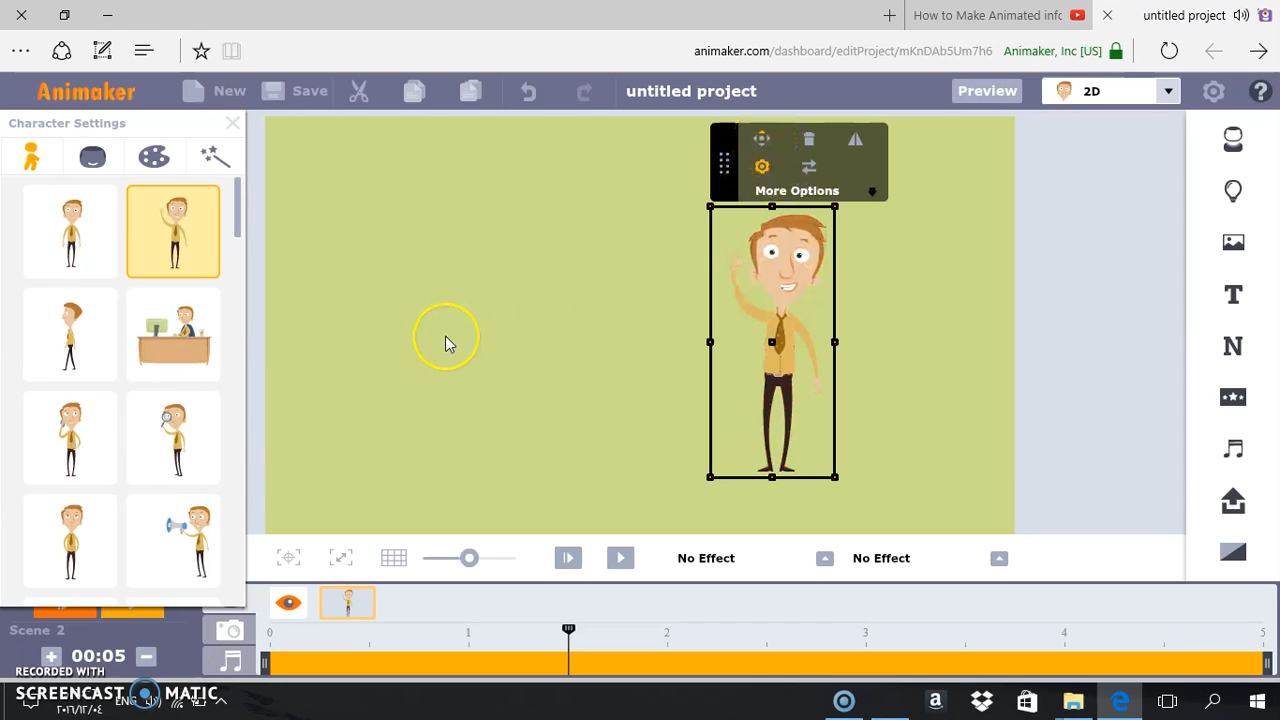 How to Make Animated info
untitled project
animaker.com/dashboard/editProject/mKnDAb5Um7h6
Animaker, Inc [US]
Animaker
New
Save
untitled project
Preview
2D
Character Settings
More Options
T
N
No Effect
No Effect
Scene 2
0 1 2 3 4 5
00:05
RECORDED WITH
SCREENCAST MATIC
ENG